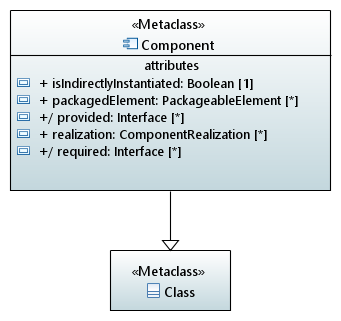 «Metaclass»
Component
attributes
+ isIndirectlyInstantiated: Boolean [1]
+ packagedElement: PackageableElement [*]
+/ provided: Interface [*]
+ realization: ComponentRealization [*]
+/ required: Interface [*]
«Metaclass»
Class